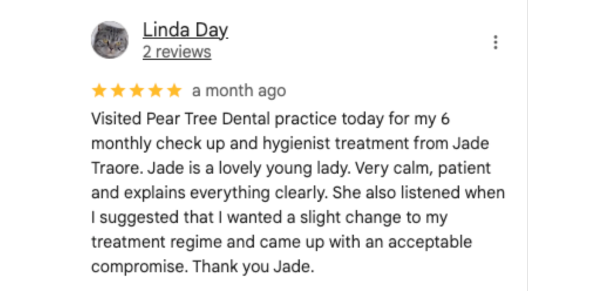 Linda Day
2 reviews
a month ago
Visited Pear Tree Dental practice today for my 6
monthly check up and hygienist treatment from Jade
Traore. Jade is a lovely young lady. Very calm, patient
and explains everything clearly. She also listened when
I suggested that I wanted a slight change to my
treatment regime and came up with an acceptable
compromise. Thank you Jade.